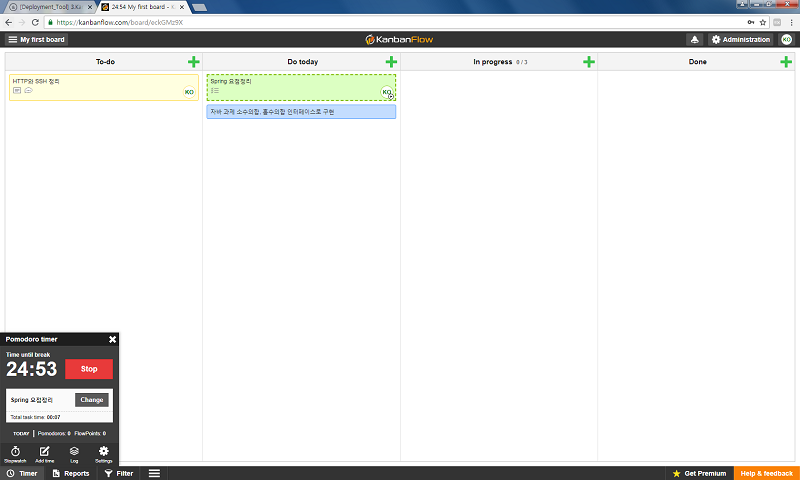 [Deployment_Tool] 3.Ka
24:54 My first board - K
https://kanbanflow.com/board/eckGMz9X
My first board
KanbanFlow
Administration
KO
To-do
Do today
In progress 0 / 3
Done
HTTP와 SSH 정리
KO
Spring 요점정리
KO
자바 과제 소수의합, 홀수의합 인터페이스로 구현
Pomodoro timer
Time until break
24:53
Stop
Spring 요점정리
Change
Total task time: 00:07
TODAY | Pomodoros: 0 FlowPoints: 0
Stopwatch
Add time
Log
Settings
Timer
Reports
Filter
Get Premium
Help & feedback